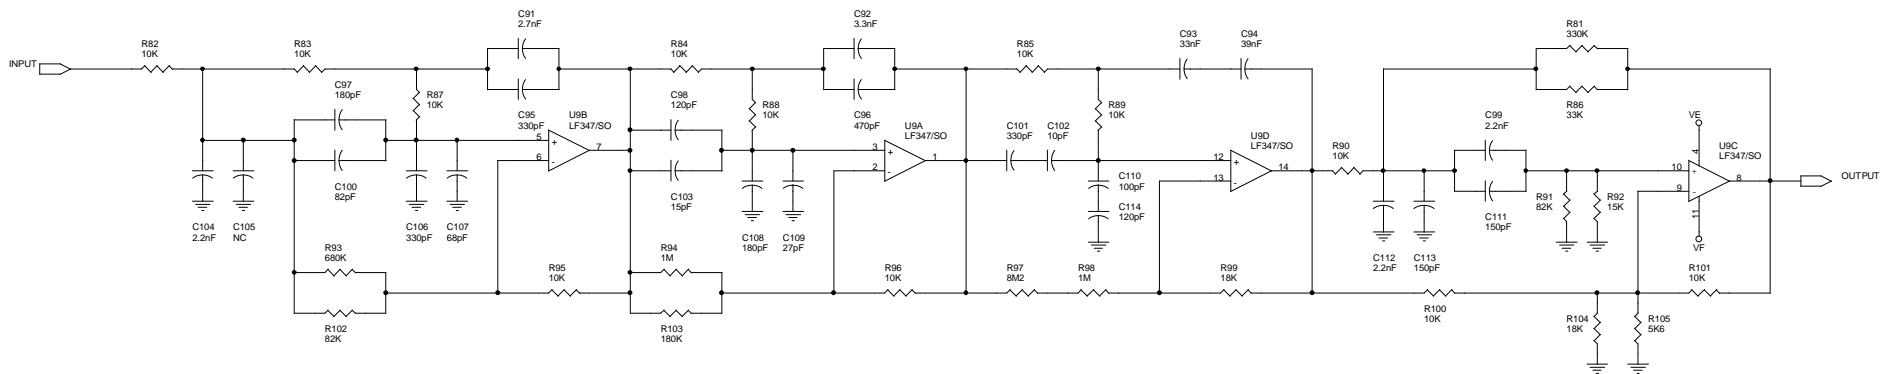 C91
2.7nF
C92
3.3nF
R81
330K
C93
33nF
C94
39nF
R82
10K
R83
10K
R84
10K
R85
10K
INPUT
C97
180pF
R87
10K
C98
120pF
R88
10K
R89
10K
R86
33K
C95
330pF
U9B
LF347/SO
C96
470pF
U9A
LF347/SO
C101
330pF
C102
10pF
U9D
LF347/SO
C99
2.2nF
VE
4
U9C
LF347/SO
5
+
6
-
7
3
+
2
-
1
12
+
13
-
14
R90
10K
10
+
9
-
8
11
VF
OUTPUT
C100
82pF
C103
15pF
C110
100pF
C114
120pF
C111
150pF
R91
82K
R92
15K
C104
2.2nF
C105
NC
C106
330pF
C107
68pF
C108
180pF
C109
27pF
C112
2.2nF
C113
150pF
R93
680K
R95
10K
R94
1M
R96
10K
R97
8M2
R98
1M
R99
18K
R101
10K
R100
10K
R102
82K
R103
180K
R104
18K
R105
5K6